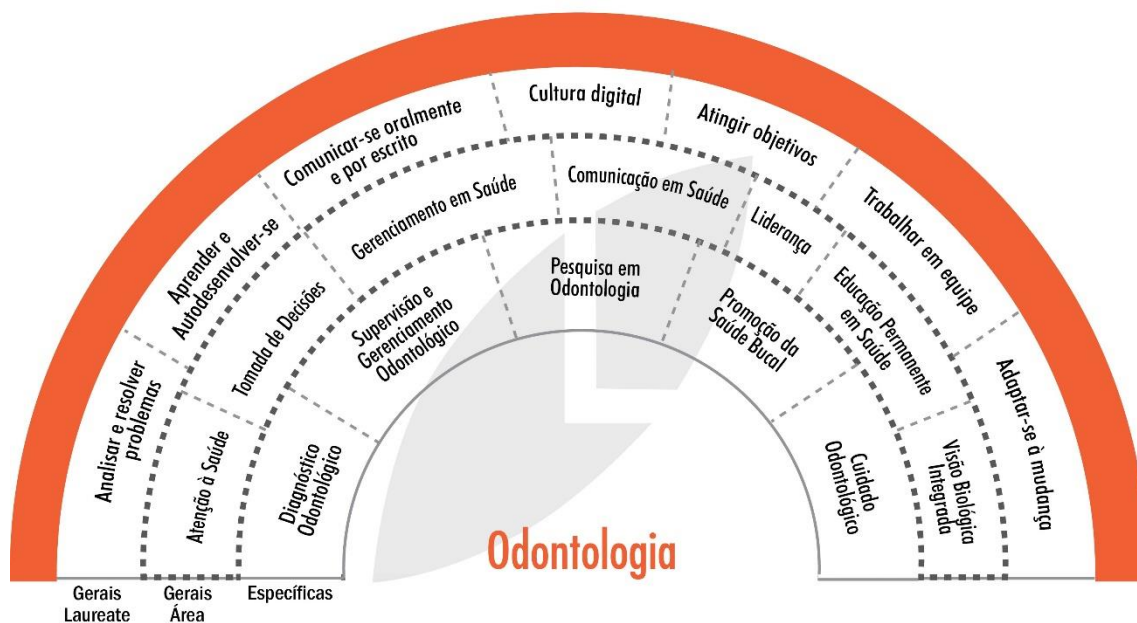 Analisar e resolver
problemas
Aprender e
Autodesenvolver-se
Comunicar-se oralmente
e por escrito
Cultura digital
Atingir objetivos
Trabalhar em equipe
Adaptar-se à mudança
Atenção à Saúde
Tomada de Decisões
Gerenciamento em Saúde
Comunicação em Saúde
Liderança
Educação Permanente
em Saúde
Visão Biológica
Integrada
Diagnóstico
Odontológico
Supervisão e
Gerenciamento
Odontológico
Pesquisa em
Odontologia
Promoção da
Saúde Bucal
Cuidado
Odontológico
Odontologia
Gerais
Laureate
Gerais
Área
Específicas